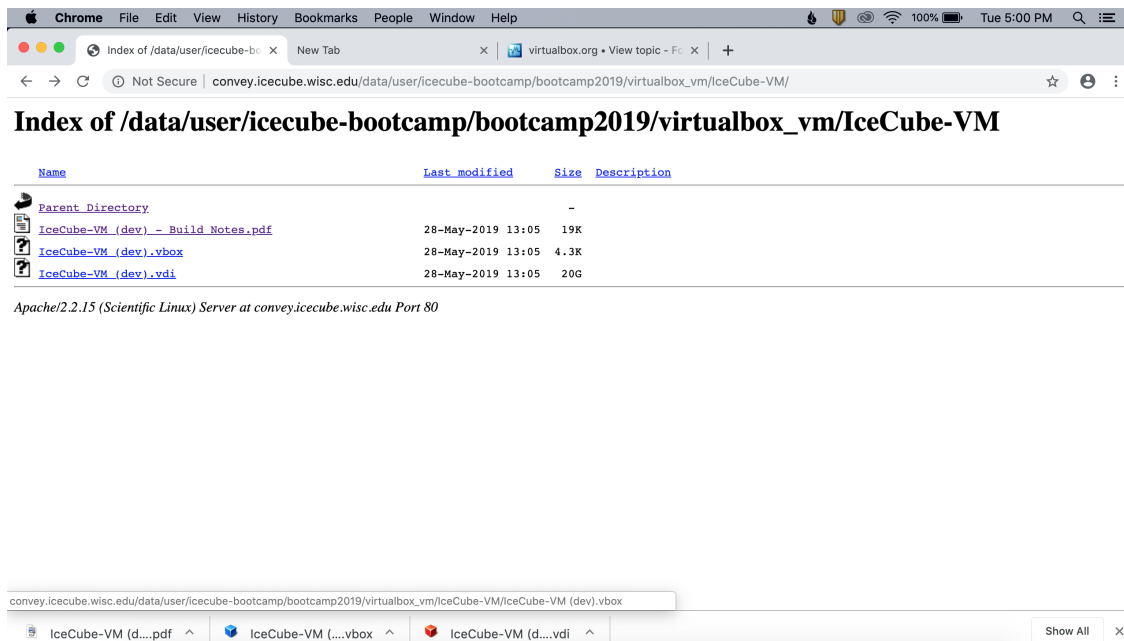 Chrome File Edit View History Bookmarks People Window Help 100% Tue 5:00 PM
Index of /data/user/icecube-bo New Tab virtualbox.org • View topic - Fo
Not Secure | convey.icecube.wisc.edu/data/user/icecube-bootcamp/bootcamp2019/virtualbox_vm/IceCube-VM/
Index of /data/user/icecube-bootcamp/bootcamp2019/virtualbox_vm/IceCube-VM
Name Last modified Size Description
Parent Directory -
IceCube-VM (dev) - Build Notes.pdf 28-May-2019 13:05 19K
IceCube-VM (dev).vbox 28-May-2019 13:05 4.3K
IceCube-VM (dev).vdi 28-May-2019 13:05 20G
Apache/2.2.15 (Scientific Linux) Server at convey.icecube.wisc.edu Port 80
convey.icecube.wisc.edu/data/user/icecube-bootcamp/bootcamp2019/virtualbox_vm/IceCube-VM/IceCube-VM (dev).vbox
IceCube-VM (d....pdf IceCube-VM (....vbox IceCube-VM (d....vdi Show All